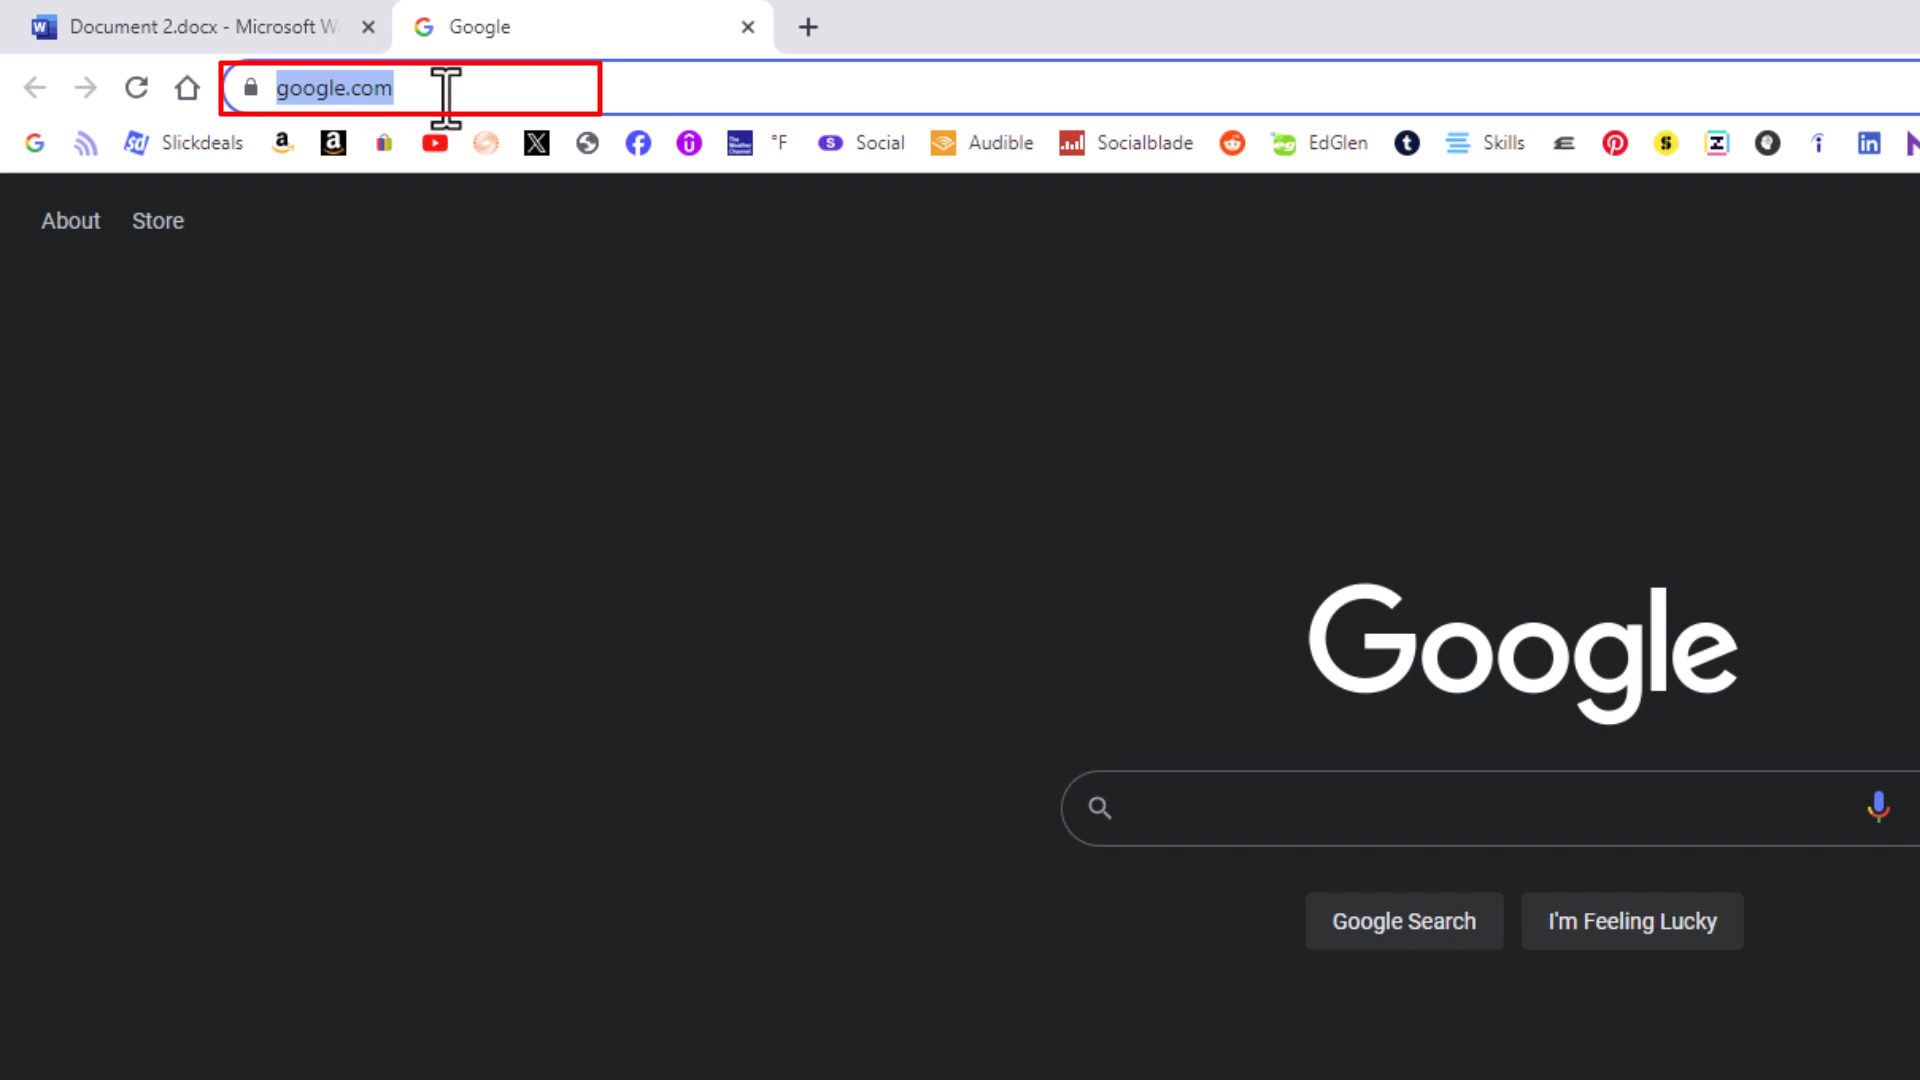 Document 2.docx - Microsoft W
Google
google.com
Slickdeals
°F
Social
Audible
Socialblade
EdGlen
Skills
About Store
Google
Google Search
I'm Feeling Lucky